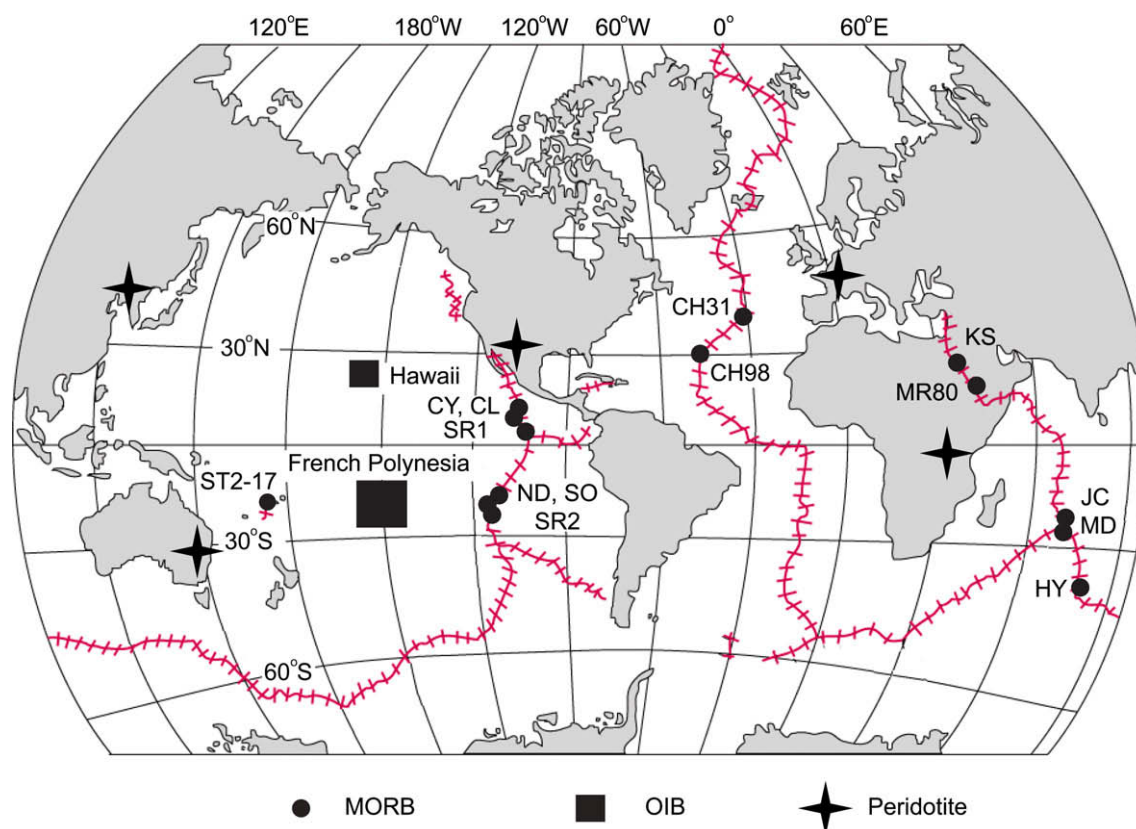 120°E 180°W 120°W 60°W 0° 60°E
60°N
CH31
KS
30°N
Hawaii
CH98
MR80
CY, CL
SR1
French Polynesia
ST2-17
ND, SO
SR2
JC
MD
30°S
HY
60°S
MORB OIB Peridotite